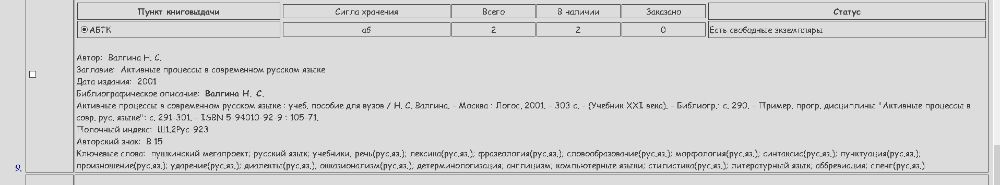 Пункт книговыдачи Сигла хранения Всего В наличии Заказано Статус
АБГК аб 2 2 0 Есть свободные экземпляры
Автор: Валгина Н. С.
Заглавие: Активные процессы в современном русском языке
Дата издания: 2001
Библиографическое описание: Валгина Н. С.
Активные процессы в современном русском языке : учеб. пособие для вузов / Н. С. Валгина. - Москва : Логос, 2001. - 303 с. - (Учебник XXI века). - Библиогр.: с. 290. - Пример. прогр. дисциплины "Активные процессы в
совр. рус. языке": с. 291-301. - ISBN 5-94010-92-9 : 105-71.
Полочный индекс: Ш1.2Рус-923
Авторский знак: В 15
Ключевые слова: пушкинский мегапроект; русский язык; учебники; речь(рус.яз.); лексика(рус.яз.); фразеология(рус.яз.); словообразование(рус.яз.); морфология(рус.яз.); синтаксис(рус.яз.); пунктуация(рус.яз.);
9. произношение(рус.яз.); ударение(рус.яз.); диалекты(рус.яз.); окказионализм(рус.яз.); детерминологизация; англицизм; компьютерные языки; стилистика(рус.яз.); литературный язык; аббревиация; сленг(рус.яз.)